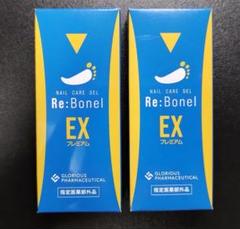 NAIL CARE GEL
Re:Bonel
EX
プレミアム
GLORIOUS
PHARMACEUTICAL
指定医薬部外品
NAIL CARE GEL
Re:Bonel
EX
プレミアム
GLORIOUS
PHARMACEUTICAL
指定医薬部外品